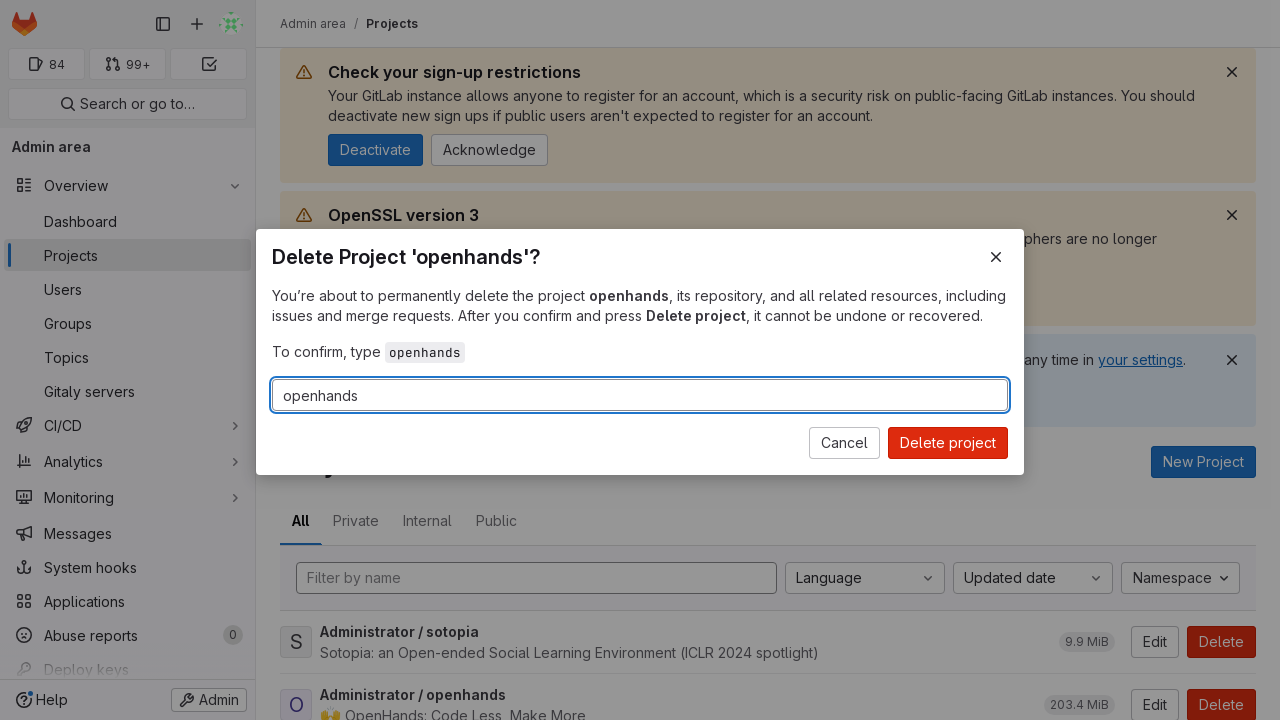 84
99+
Search or go to…
Admin area
Overview
Dashboard
Projects
Users
Groups
Topics
Gitaly servers
CI/CD
Analytics
Monitoring
Messages
System hooks
Applications
Abuse reports 0
Deploy keys
Help
Admin
Admin area / Projects
Check your sign-up restrictions
Your GitLab instance allows anyone to register for an account, which is a security risk on public-facing GitLab instances. You should
deactivate new sign ups if public users aren't expected to register for an account.
Deactivate
Acknowledge
OpenSSL version 3
phers are no longer
any time in your settings.
Delete Project 'openhands'?
You’re about to permanently delete the project openhands, its repository, and all related resources, including
issues and merge requests. After you confirm and press Delete project, it cannot be undone or recovered.
To confirm, type openhands
openhands
Cancel
Delete project
New Project
All
Private
Internal
Public
Filter by name
Language
Updated date
Namespace
S
Administrator / sotopia
Sotopia: an Open-ended Social Learning Environment (ICLR 2024 spotlight)
9.9 MiB
Edit
Delete
O
Administrator / openhands
🙌 OpenHands: Code Less, Make More
203.4 MiB
Edit
Delete